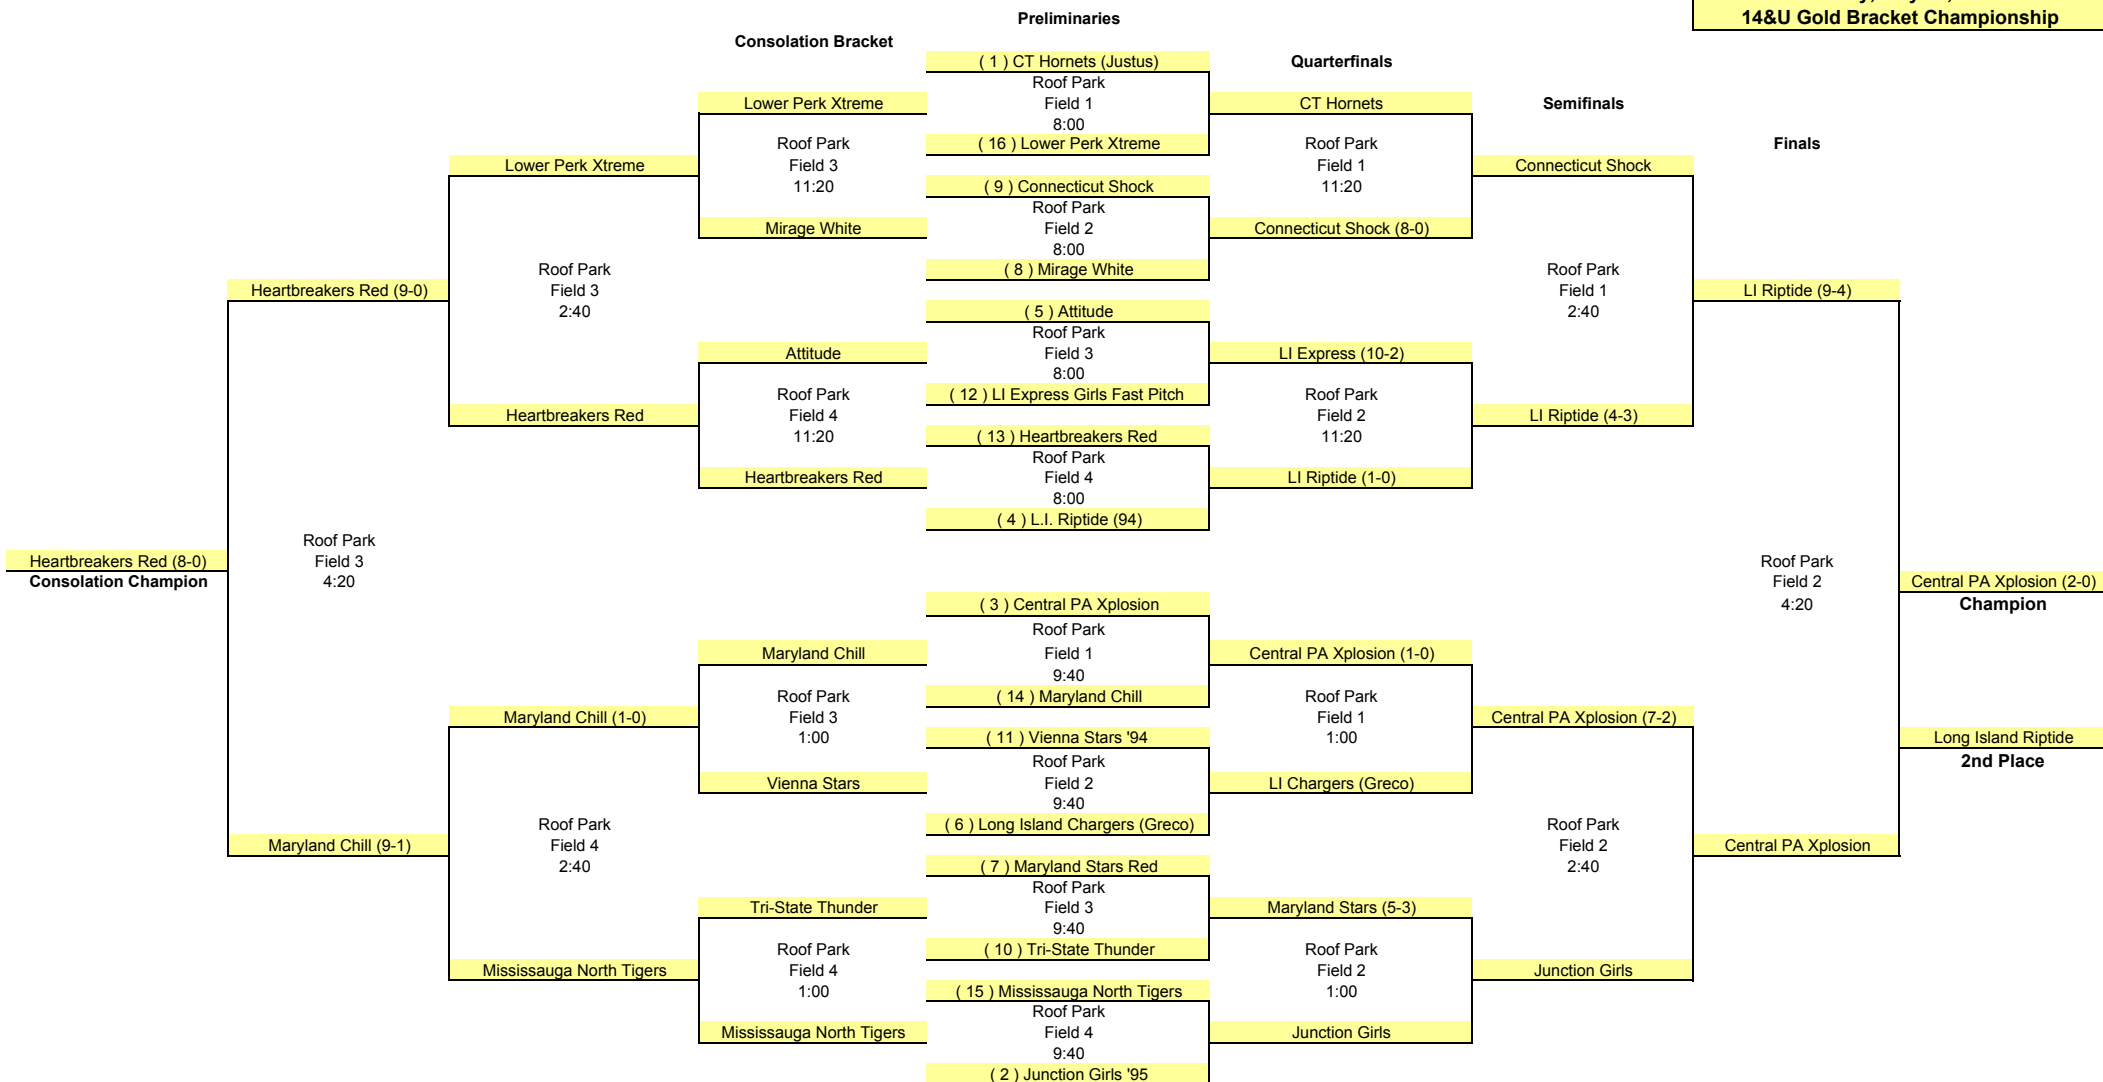 14&U Gold Bracket Championship
Preliminaries
Consolation Bracket
Quarterfinals
Semifinals
Finals
( 1 ) CT Hornets (Justus)
Roof Park
Field 1
8:00
( 16 ) Lower Perk Xtreme
( 9 ) Connecticut Shock
Roof Park
Field 2
8:00
( 8 ) Mirage White
( 5 ) Attitude
Roof Park
Field 3
8:00
( 12 ) LI Express Girls Fast Pitch
( 13 ) Heartbreakers Red
Roof Park
Field 4
8:00
( 4 ) L.I. Riptide (94)
( 3 ) Central PA Xplosion
Roof Park
Field 1
9:40
( 14 ) Maryland Chill
( 11 ) Vienna Stars '94
Roof Park
Field 2
9:40
( 6 ) Long Island Chargers (Greco)
( 7 ) Maryland Stars Red
Roof Park
Field 3
9:40
( 10 ) Tri-State Thunder
( 15 ) Mississauga North Tigers
Roof Park
Field 4
9:40
( 2 ) Junction Girls '95
Lower Perk Xtreme
Roof Park
Field 3
11:20
Mirage White
Attitude
Roof Park
Field 4
11:20
Heartbreakers Red
Maryland Chill
Roof Park
Field 3
1:00
Vienna Stars
Tri-State Thunder
Roof Park
Field 4
1:00
Mississauga North Tigers
Lower Perk Xtreme
Roof Park
Field 3
2:40
Heartbreakers Red
Maryland Chill (1-0)
Roof Park
Field 4
2:40
Mississauga North Tigers
Heartbreakers Red (9-0)
Roof Park
Field 3
4:20
Maryland Chill (9-1)
Heartbreakers Red (8-0)
Consolation Champion
CT Hornets
Roof Park
Field 1
11:20
Connecticut Shock (8-0)
LI Express (10-2)
Roof Park
Field 2
11:20
LI Riptide (1-0)
Central PA Xplosion (1-0)
Roof Park
Field 1
1:00
LI Chargers (Greco)
Maryland Stars (5-3)
Roof Park
Field 2
1:00
Junction Girls
Connecticut Shock
Roof Park
Field 1
2:40
LI Riptide (4-3)
Central PA Xplosion (7-2)
Roof Park
Field 2
2:40
Junction Girls
LI Riptide (9-4)
Roof Park
Field 2
4:20
Central PA Xplosion
Central PA Xplosion (2-0)
Champion
Long Island Riptide
2nd Place